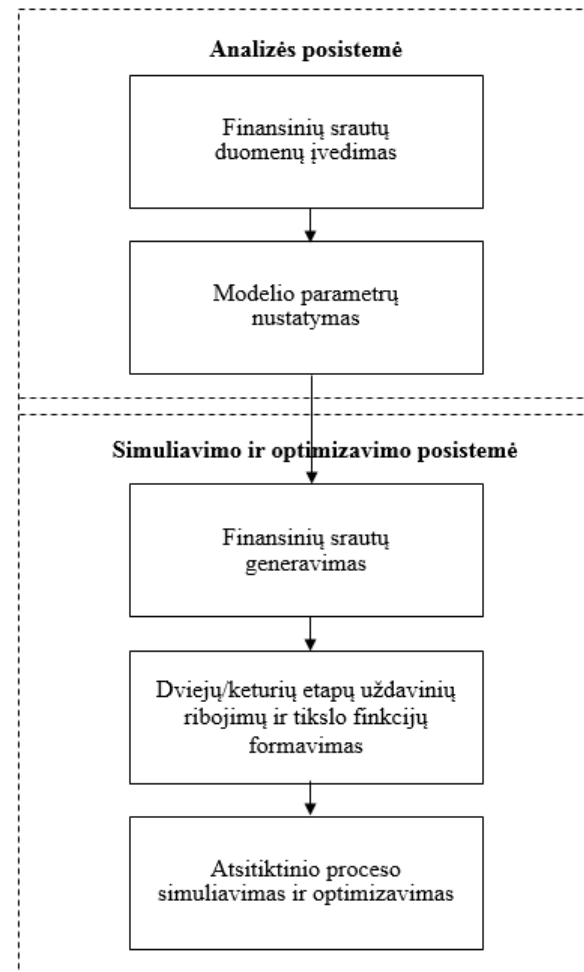 Analizės posistemė
Finansinių srautų
duomenų įvedimas
Modelio parametrų
nustatymas
Simuliavimo ir optimizavimo posistemė
Finansinių srautų
generavimas
Dviejų/keturių etapų uždavinių
ribojimų ir tikslo finkcijų
formavimas
Atsitiktinio proceso
simuliavimas ir optimizavimas